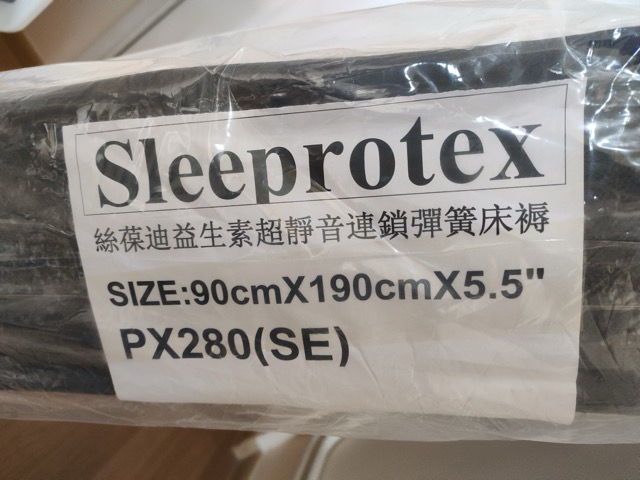 Sleeprotex
絲葆迪益生素超靜音連鎖彈簧床褥
SIZE:90cmX190cmX5.5"
PX280(SE)